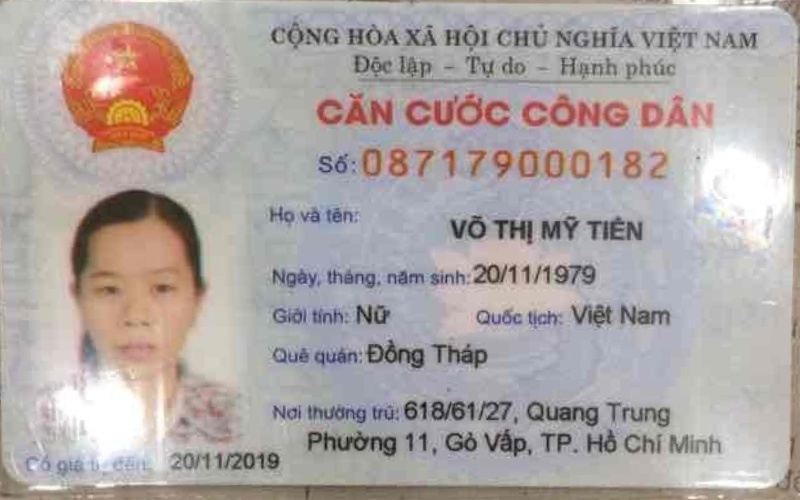 CỘNG HÒA XÃ HỘI CHỦ NGHĨA VIỆT NAM
Độc lập - Tự do - Hạnh phúc
CĂN CƯỚC CÔNG DÂN
Số: 087179000182
Họ và tên:
VÕ THỊ MỸ TIÊN
Ngày, tháng, năm sinh: 20/11/1979
Giới tính: Nữ Quốc tịch: Việt Nam
Quê quán: Đồng Tháp
Nơi thường trú: 618/61/27, Quang Trung
Phường 11, Gò Vấp, TP. Hồ Chí Minh
Có giá trị đến: 20/11/2019